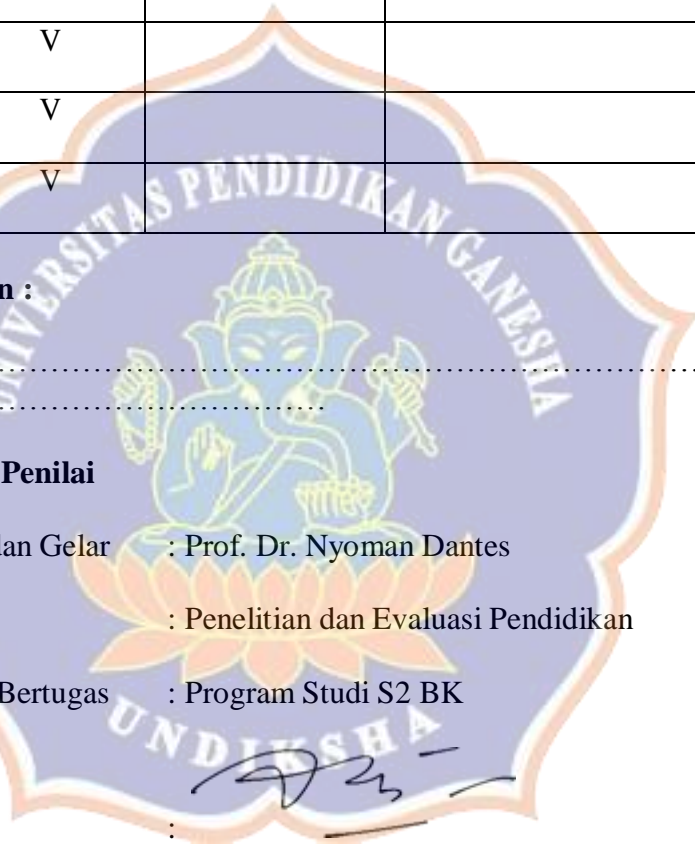 V
V
V
UNIVERSITAS PENDIDIKAN GANESHA
n :
……………………………………………………………
……………………………
Penilai
dan Gelar : Prof. Dr. Nyoman Dantes
: Penelitian dan Evaluasi Pendidikan
Bertugas : Program Studi S2 BK
UNDIKSHA
: